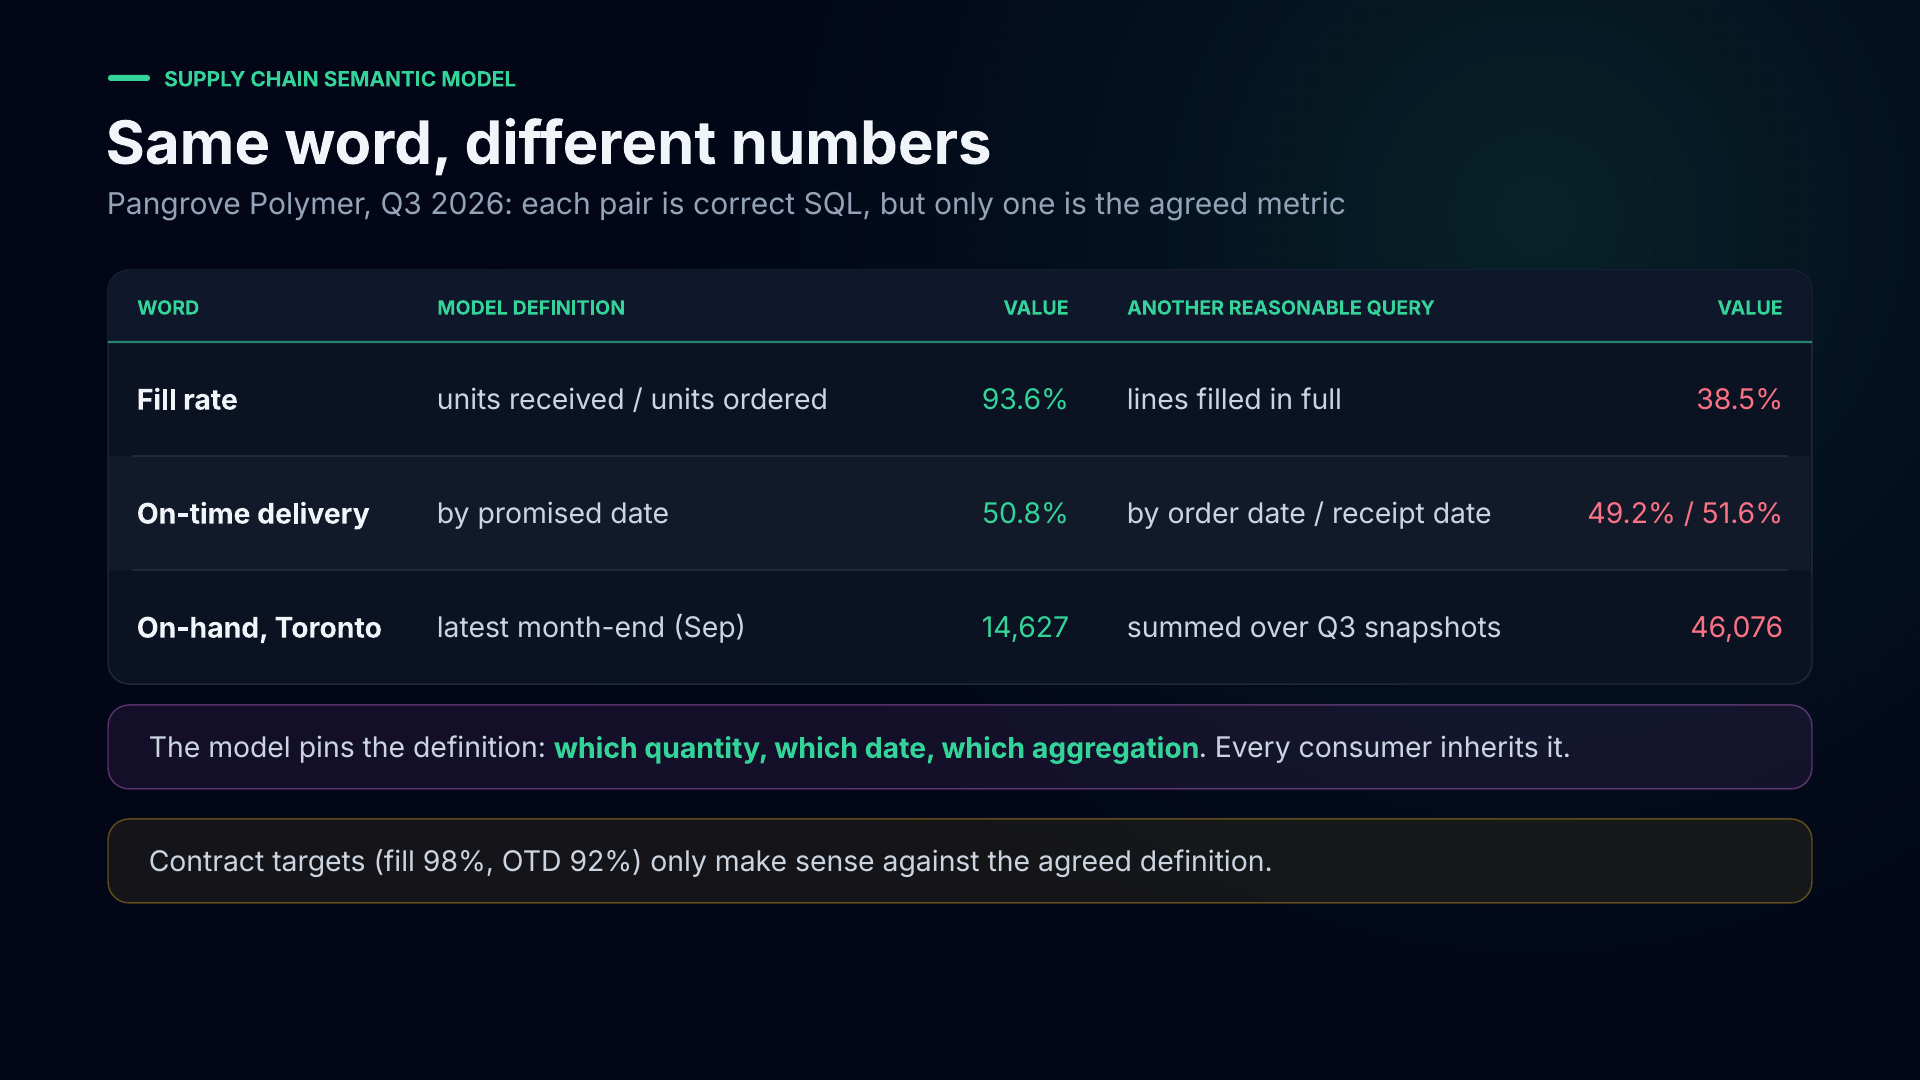 SUPPLY CHAIN SEMANTIC MODEL
Same word, different numbers
Pangrove Polymer, Q3 2026: each pair is correct SQL, but only one is the agreed metric
WORD MODEL DEFINITION VALUE ANOTHER REASONABLE QUERY VALUE
Fill rate units received / units ordered 93.6% lines filled in full 38.5%
On-time delivery by promised date 50.8% by order date / receipt date 49.2% / 51.6%
On-hand, Toronto latest month-end (Sep) 14,627 summed over Q3 snapshots 46,076
The model pins the definition: which quantity, which date, which aggregation. Every consumer inherits it.
Contract targets (fill 98%, OTD 92%) only make sense against the agreed definition.